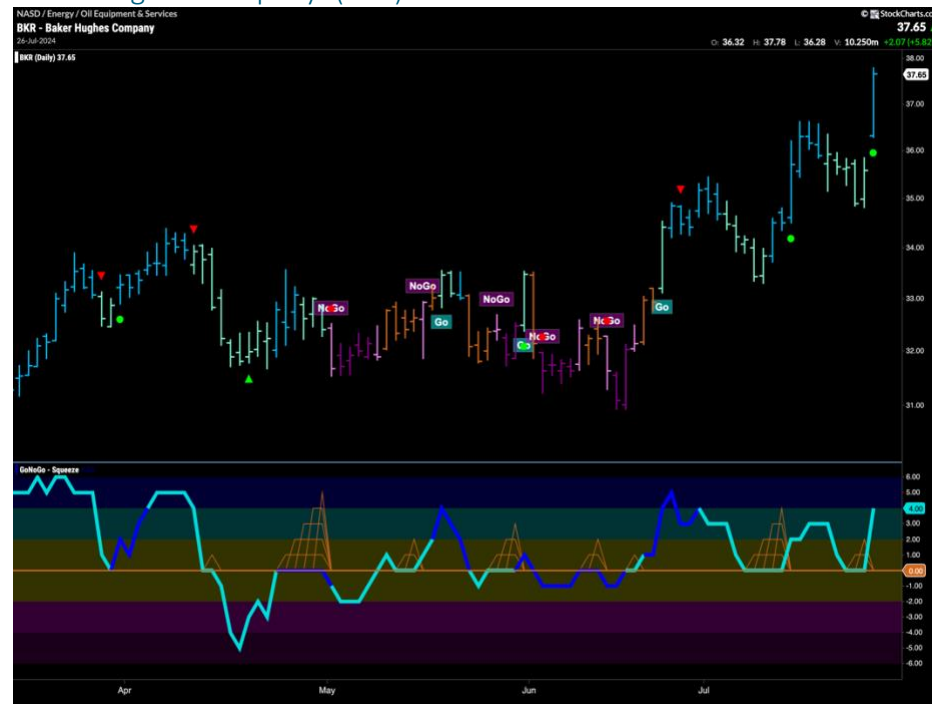 NASD / Energy / Oil Equipment & Services
© StockCharts.co
BKR - Baker Hughes Company
37.65
26-Jul-2024
O: 36.32 H: 37.78 L: 36.28 V: 10.250m +2.07 (+5.82
BKR (Daily) 37.65
38.00
37.65
37.00
36.00
35.00
34.00
33.00
32.00
31.00
NoGo
NoGo
Go
NoGo
Go
NoGo
NoGo
Go
GoNoGo - Squeeze
6.00
5.00
4.00
3.00
2.00
1.00
0.00
-1.00
-2.00
-3.00
-4.00
-5.00
-6.00
Apr
May
Jun
Jul